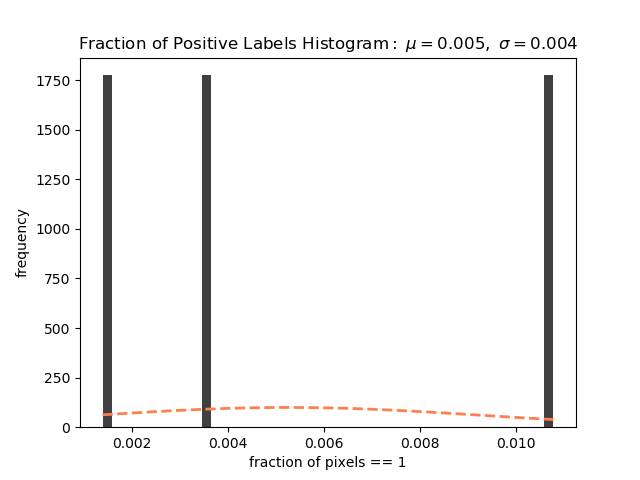 Fraction of Positive Labels Histogram : μ = 0.005, σ = 0.004
1750
1500
1250
1000
750
500
250
0
frequency
0.002 0.004 0.006 0.008 0.010
fraction of pixels == 1